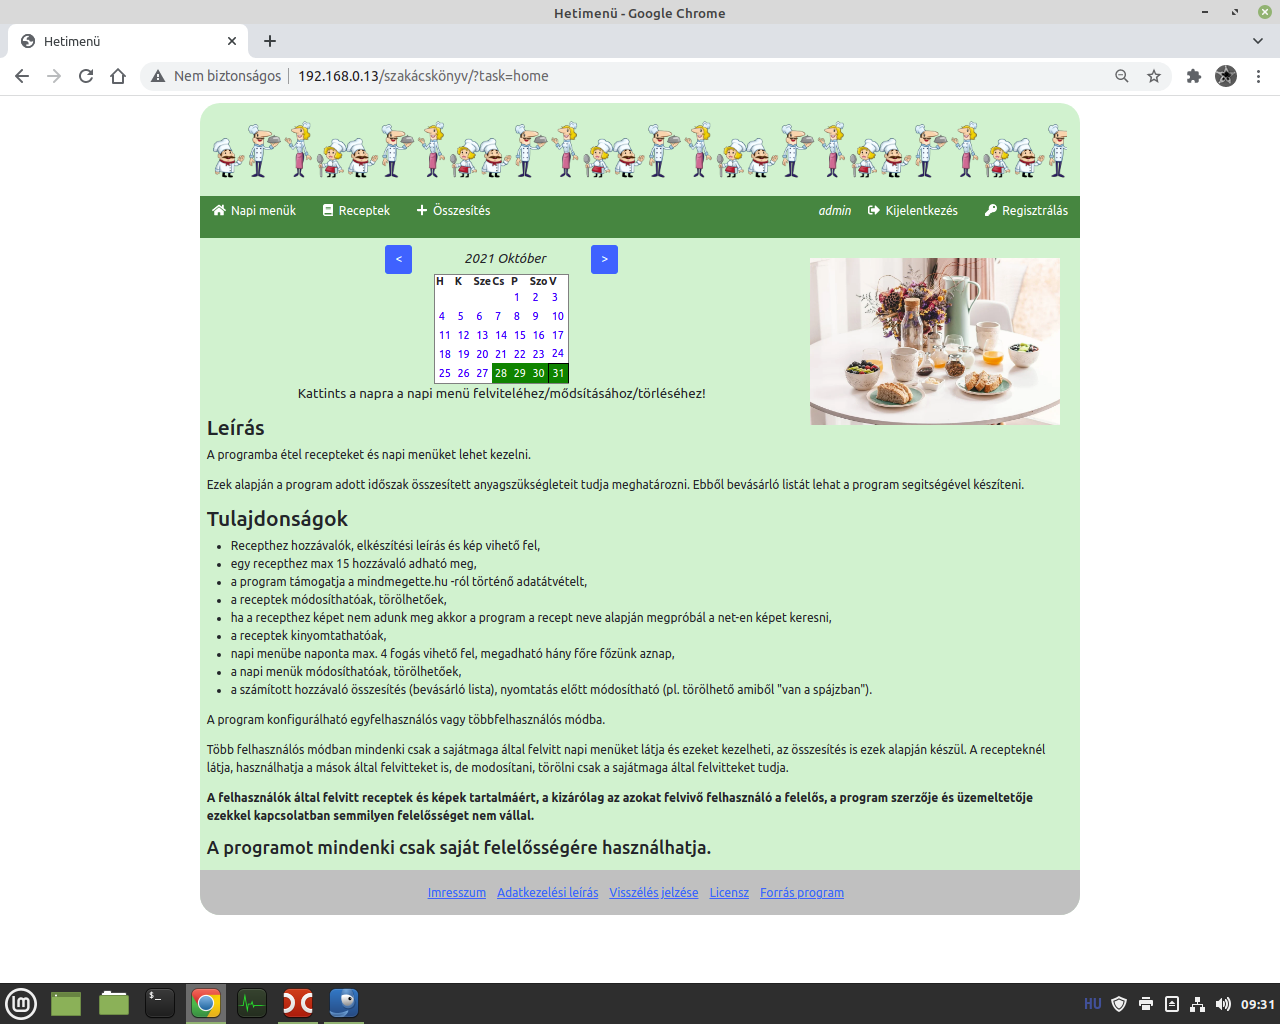 Hetimenü - Google Chrome
Hetimenü
Nem biztonságos 192.168.0.13/szakácskönyv/?task=home
Napi menük Receptek Összesítés admin Kijelentkezés Regisztrálás
< 2021 Október >
H K Sze Cs P Szo V
1 2 3
4 5 6 7 8 9 10
11 12 13 14 15 16 17
18 19 20 21 22 23 24
25 26 27 28 29 30 31
Kattints a napra a napi menü felviteléhez/mődsításához/törléséhez!
Leírás
A programba étel recepteket és napi menüket lehet kezelni.
Ezek alapján a program adott időszak összesített anyagszükségleteit tudja meghatározni. Ebből bevásárló listát lehat a program segitségével készíteni.
Tulajdonságok
• Recepthez hozzávalók, elkészítési leírás és kép vihető fel,
• egy recepthez max 15 hozzávaló adható meg,
• a program támogatja a mindmegette.hu -ról történő adatátvételt,
• a receptek módosíthatóak, törölhetőek,
• ha a recepthez képet nem adunk meg akkor a program a recept neve alapján megpróbál a net-en képet keresni,
• a receptek kinyomtathatóak,
• napi menübe naponta max. 4 fogás vihető fel, megadható hány főre főzünk aznap,
• a napi menük módosíthatóak, törölhetőek,
• a számított hozzávaló összesítés (bevásárló lista), nyomtatás előtt módosítható (pl. törölhető amiből "van a spájzban").
A program konfigurálható egyfelhasználós vagy többfelhasználós módba.
Több felhasználós módban mindenki csak a sajátmaga által felvitt napi menüket látja és ezeket kezelheti, az összesítés is ezek alapján készül. A recepteknél
látja, használhatja a mások által felvitteket is, de modosítani, törölni csak a sajátmaga által felvitteket tudja.
A felhasználók által felvitt receptek és képek tartalmáért, a kizárólag az azokat felvivő felhasználó a felelős, a program szerzője és üzemeltetője
ezekkel kapcsolatban semmilyen felelősséget nem vállal.
A programot mindenki csak saját felelősségére használhatja.
Imresszum Adatkezelési leírás Visszélés jelzése Licensz Forrás program
HU 09:31